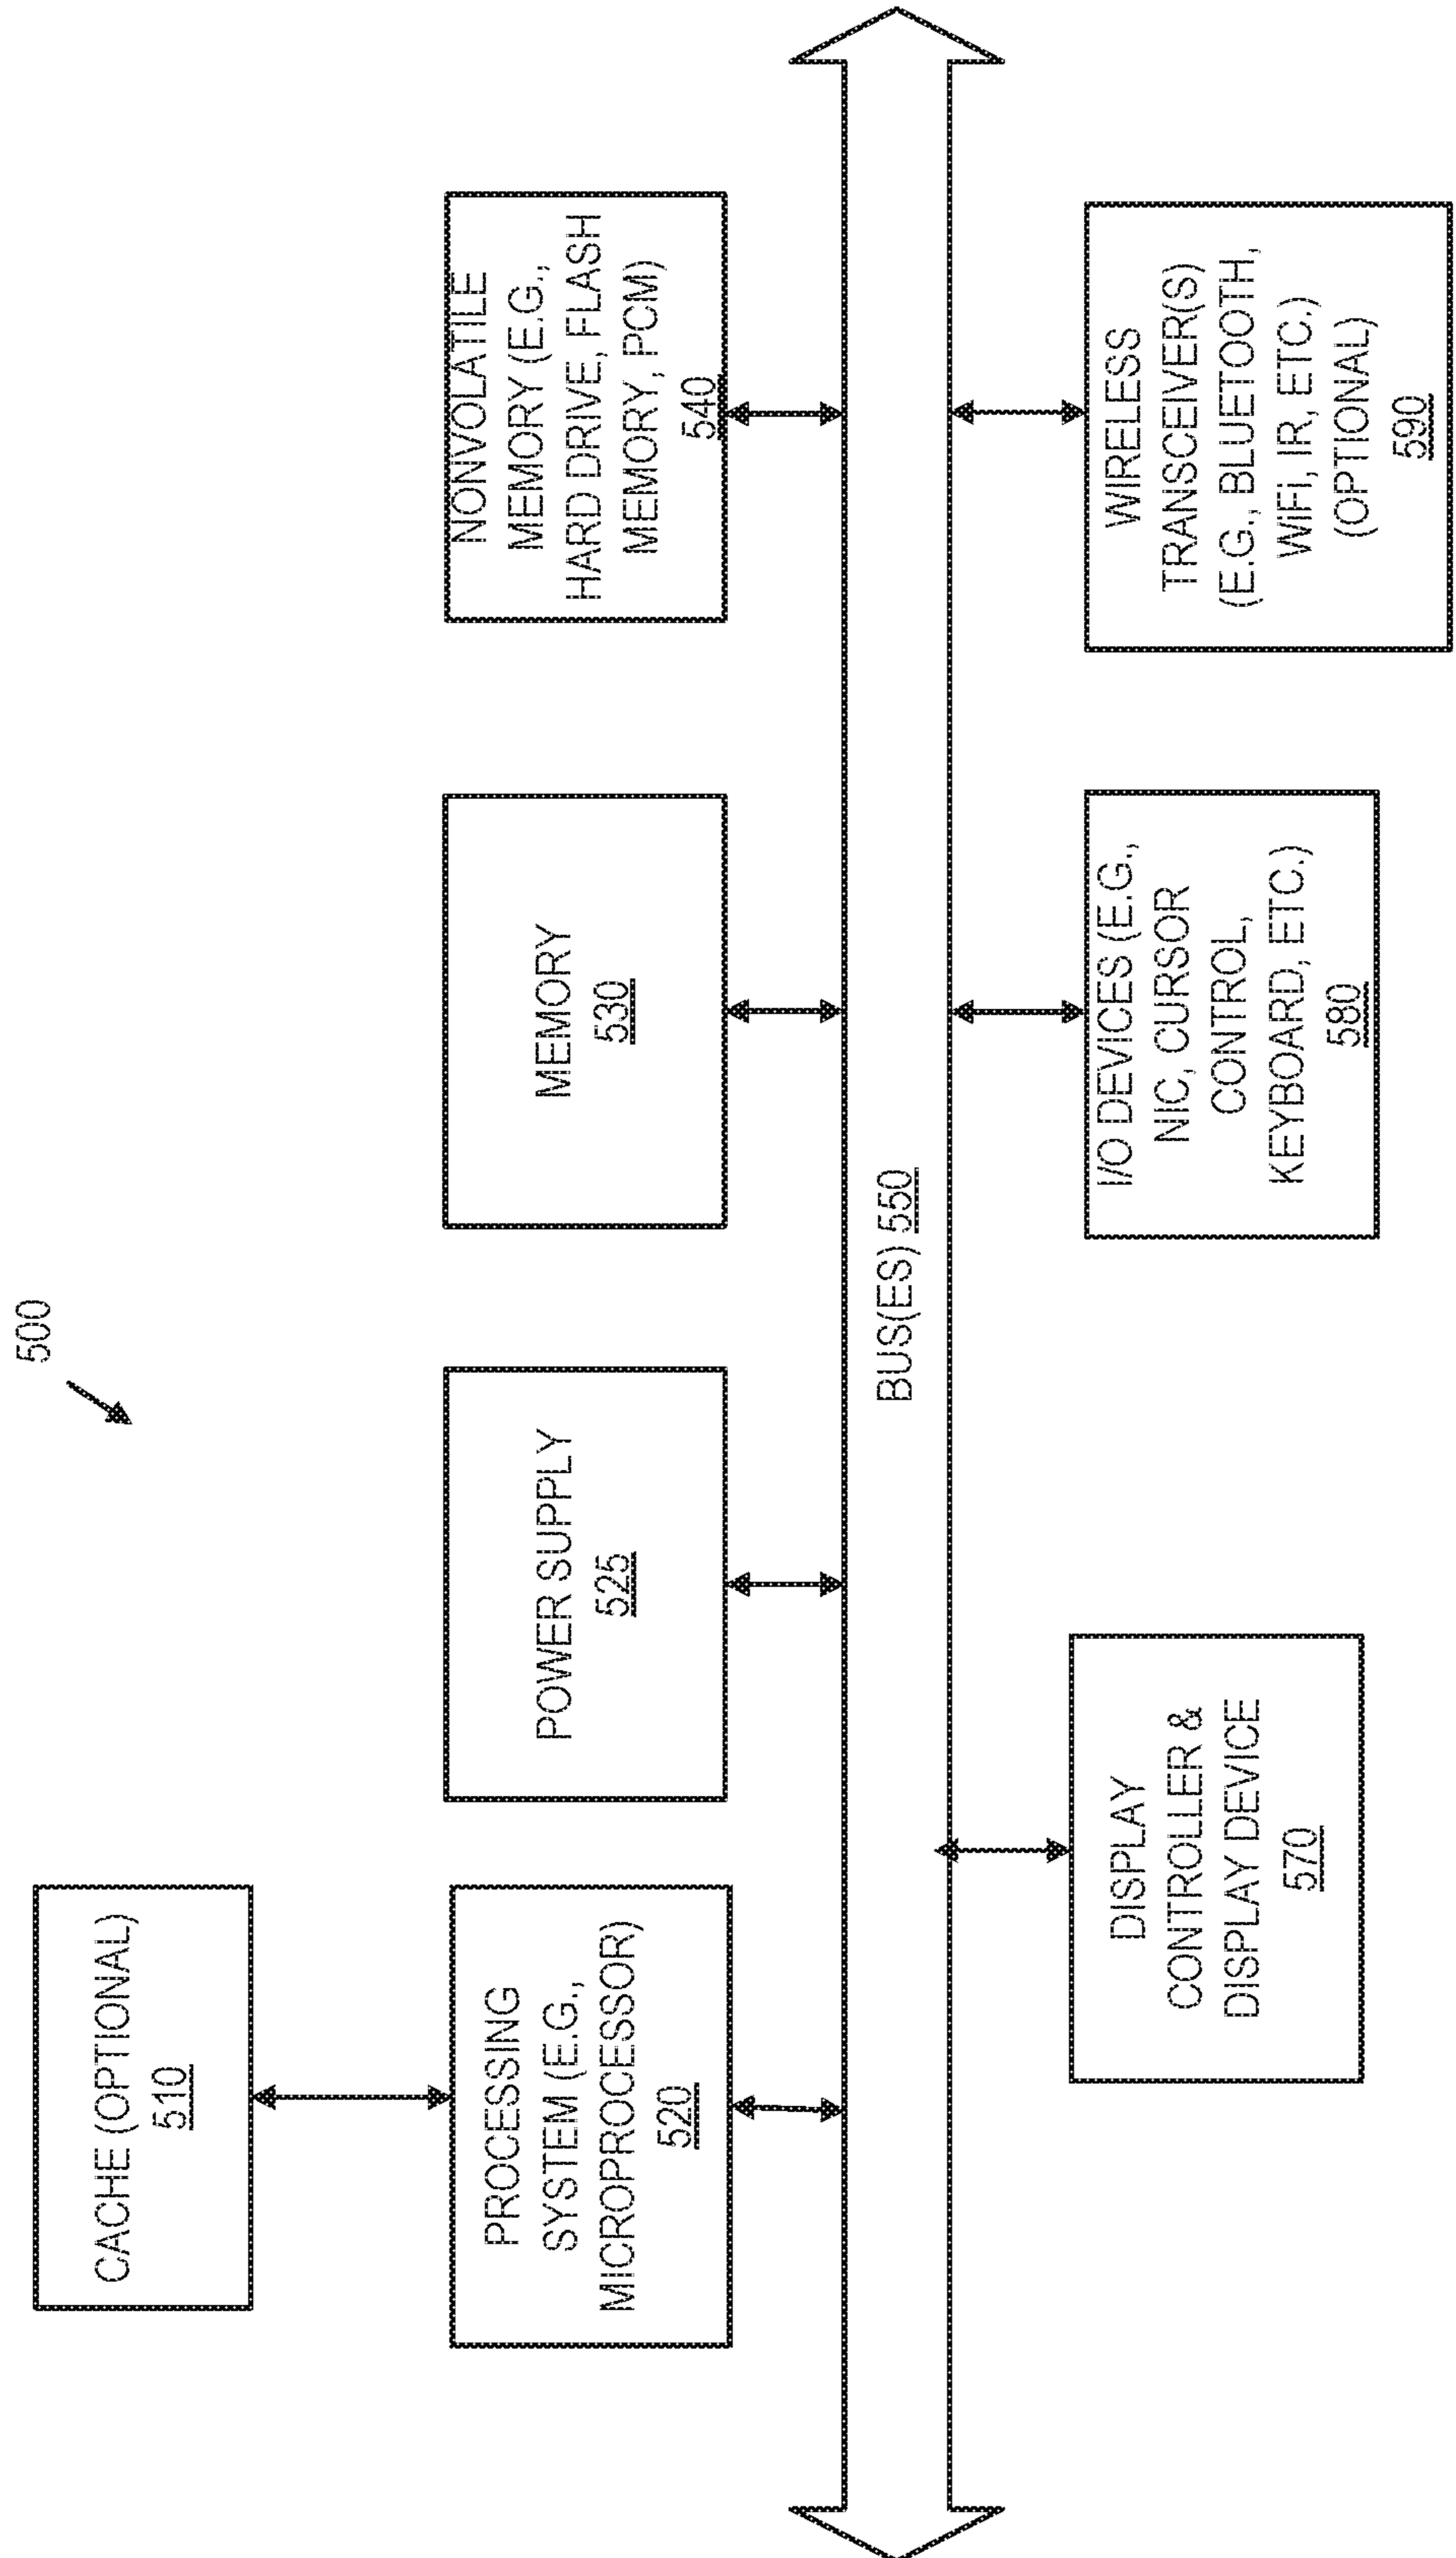 500
CACHE (OPTIONAL)
510
PROCESSING
SYSTEM (E.G.,
MICROPROCESSOR)
520
POWER SUPPLY
525
MEMORY
530
NONVOLATILE
MEMORY (E.G.,
HARD DRIVE, FLASH
MEMORY, PCM)
540
BUS(ES) 550
DISPLAY
CONTROLLER &
DISPLAY DEVICE
570
I/O DEVICES (E.G.,
NIC, CURSOR
CONTROL,
KEYBOARD, ETC.)
580
WIRELESS
TRANSCEIVER(S)
(E.G., BLUETOOTH,
WiFi, IR, ETC.)
(OPTIONAL)
590